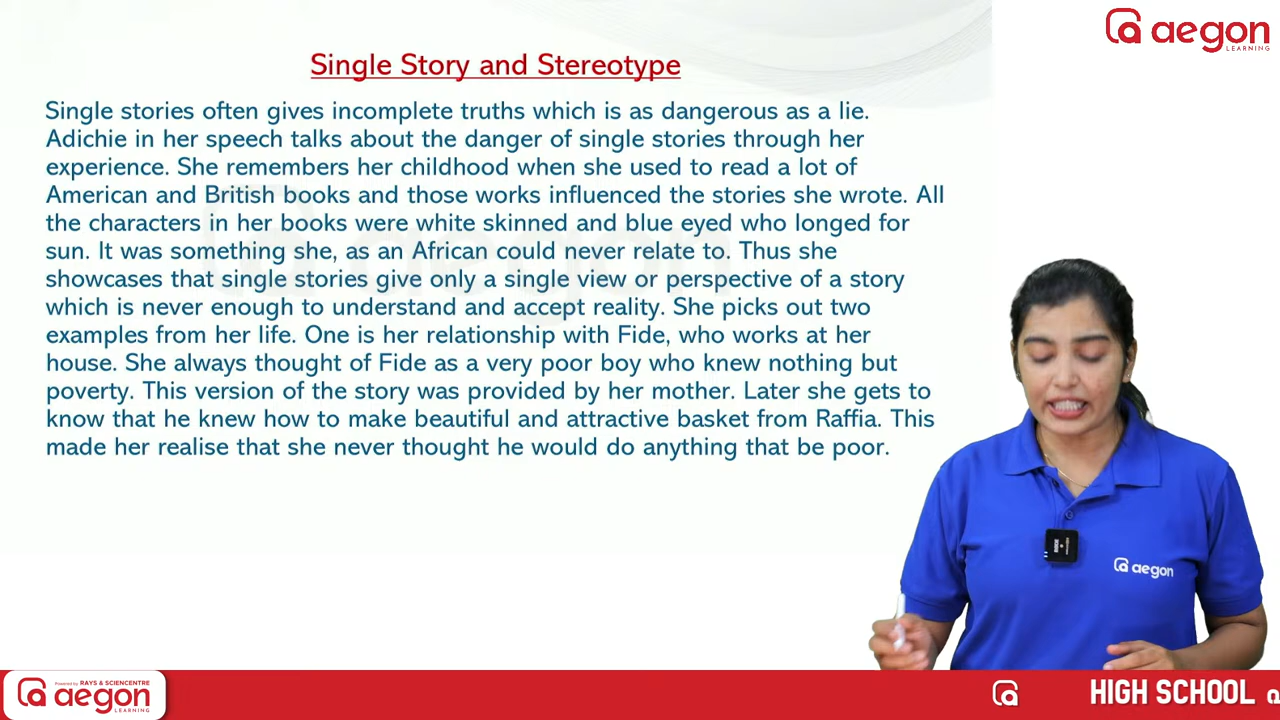 aegon
LEARNING
Single Story and Stereotype
Single stories often gives incomplete truths which is as dangerous as a lie.
Adichie in her speech talks about the danger of single stories through her
experience. She remembers her childhood when she used to read a lot of
American and British books and those works influenced the stories she wrote. All
the characters in her books were white skinned and blue eyed who longed for
sun. It was something she, as an African could never relate to. Thus she
showcases that single stories give only a single view or perspective of a story
which is never enough to understand and accept reality. She picks out two
examples from her life. One is her relationship with Fide, who works at her
house. She always thought of Fide as a very poor boy who knew nothing but
poverty. This version of the story was provided by her mother. Later she gets to
know that he knew how to make beautiful and attractive basket from Raffia. This
made her realise that she never thought he would do anything that be poor.
aegon
Powered by RAYS & SCIENCENTRE
aegon
LEARNING
HIGH SCHOOL